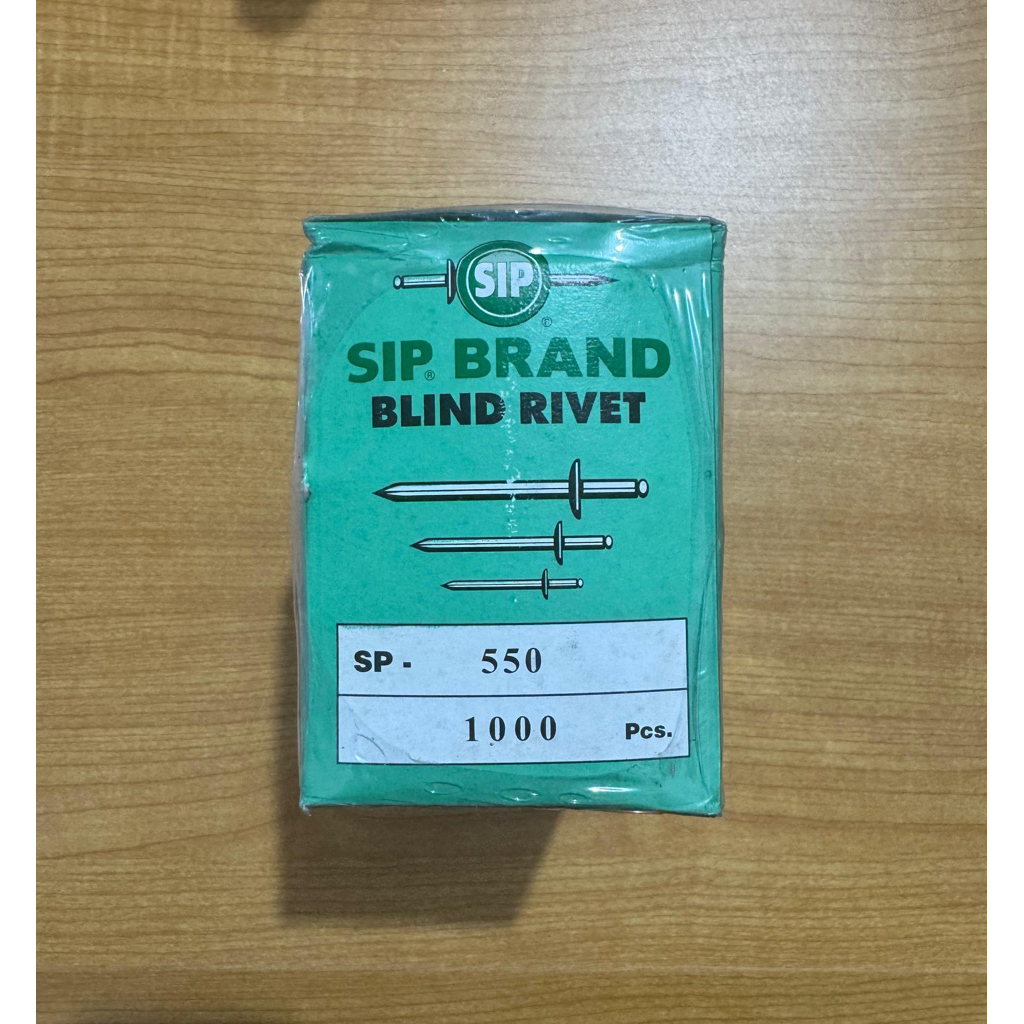 SIP
©
SIP® BRAND
BLIND RIVET
SP - 550
1000 Pcs.